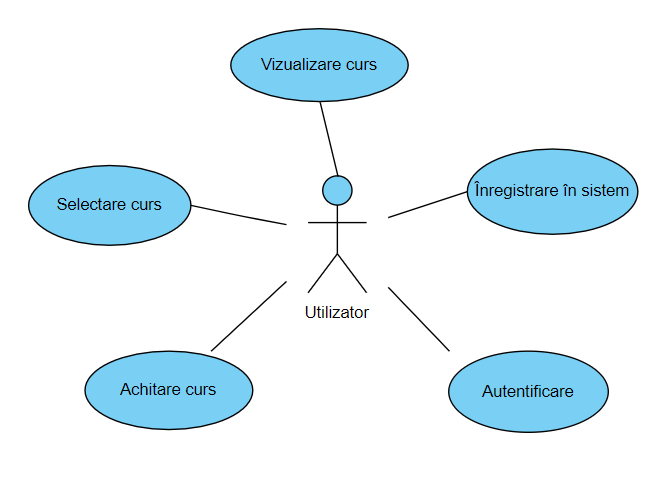 Vizualizare curs
Selectare curs
Înregistrare în sistem
Utilizator
Achitare curs
Autentificare